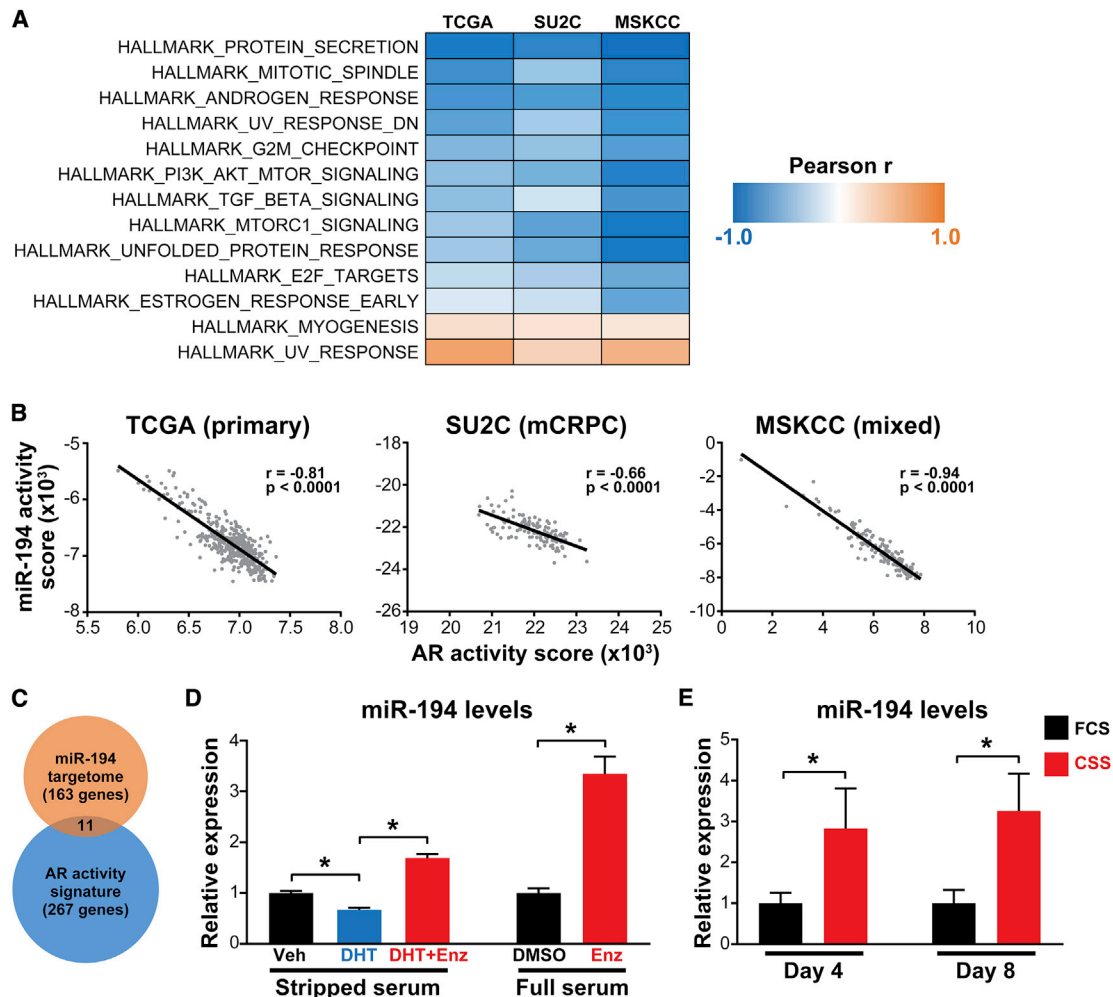 A
TCGA SU2C MSKCC
HALLMARK_PROTEIN_SECRETION
HALLMARK_MITOTIC_SPINDLE
HALLMARK_ANDROGEN_RESPONSE
HALLMARK_UV_RESPONSE_DN
HALLMARK_G2M_CHECKPOINT
HALLMARK_PI3K_AKT_MTOR_SIGNALING
HALLMARK_TGF_BETA_SIGNALING
HALLMARK_MTORC1_SIGNALING
HALLMARK_UNFOLDED_PROTEIN_RESPONSE
HALLMARK_E2F_TARGETS
HALLMARK_ESTROGEN_RESPONSE_EARLY
HALLMARK_MYOGENESIS
HALLMARK_UV_RESPONSE
Pearson r
-1.0 1.0
B
miR-194 activity
score (x10³)
TCGA (primary)
r = -0.81
p < 0.0001
-5
-6
-7
-8
5.5 6.0 6.5 7.0 7.5 8.0
SU2C (mCRPC)
r = -0.66
p < 0.0001
-18
-20
-22
-24
-26
19 20 21 22 23 24 25
MSKCC (mixed)
r = -0.94
p < 0.0001
0
-2
-4
-6
-8
-10
0 2 4 6 8 10
AR activity score (x10³)
C
miR-194
targetome
(163 genes)
11
AR activity
signature
(267 genes)
D
miR-194 levels
Relative expression
4
3
2
1
0
* * *
Veh DHT DHT+Enz DMSO Enz
Stripped serum Full serum
E
miR-194 levels
FCS
CSS
Relative expression
5
4
3
2
1
0
* *
Day 4 Day 8